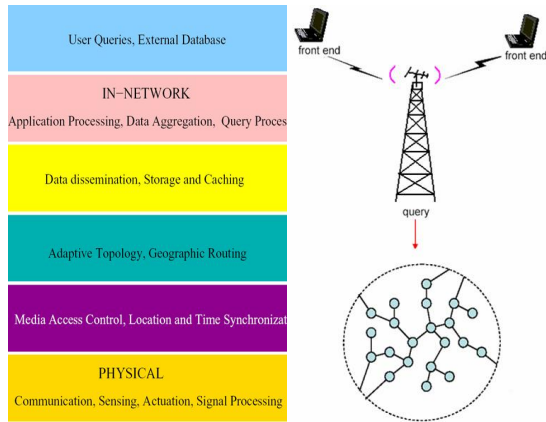 User Queries, External Database
IN-NETWORK
Application Processing, Data Aggregation, Query Proces
Data dissemination, Storage and Caching
Adaptive Topology, Geographic Routing
Media Access Control, Location and Time Synchronizat
PHYSICAL
Communication, Sensing, Actuation, Signal Processing
front end
front end
query